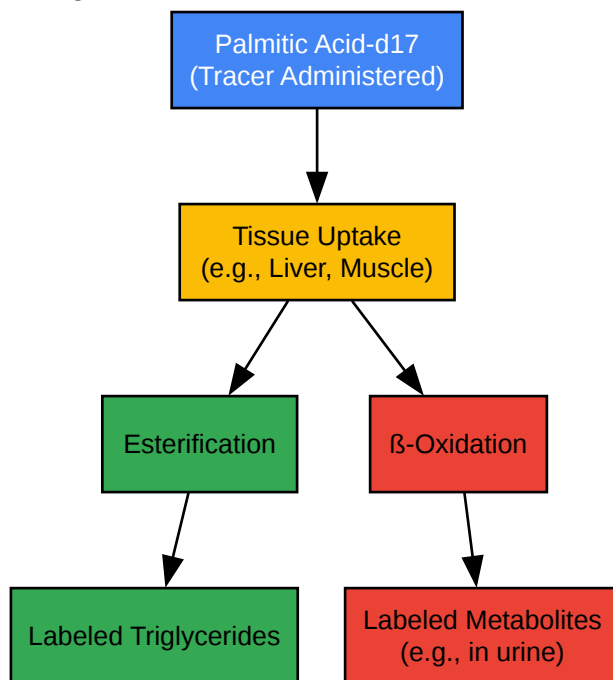 Palmitic Acid-d17
(Tracer Administered)
Tissue Uptake
(e.g., Liver, Muscle)
Esterification
ß-Oxidation
Labeled Triglycerides
Labeled Metabolites
(e.g., in urine)